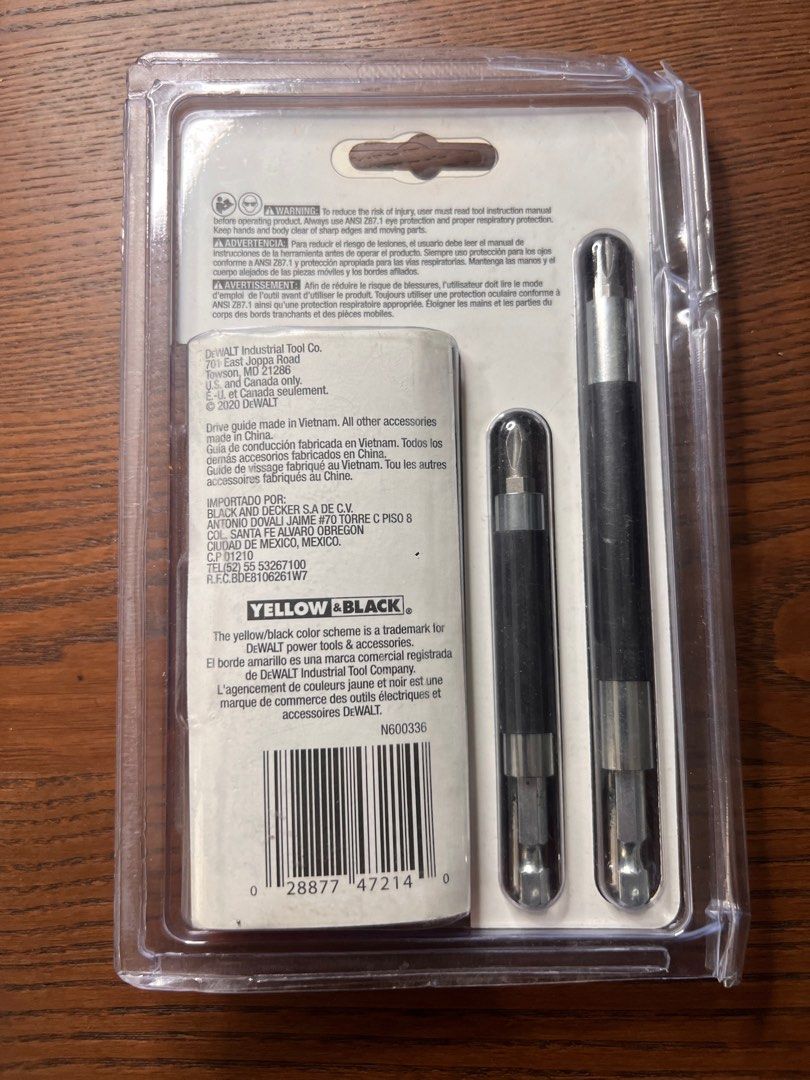 ⚠ WARNING: To reduce the risk of injury, user must read tool instruction manual
before operating product. Always use ANSI Z87.1 eye protection and proper respiratory protection.
Keep hands and body clear of sharp edges and moving parts.
⚠ ADVERTENCIA: Para reducir el riesgo de lesiones, el usuario debe leer el manual de
instrucciones de la herramienta antes de operar el producto. Siempre uso protección para los ojos
conforme a ANSI Z87.1 y protección apropiada para las vías respiratorias. Mantenga las manos y el
cuerpo alejados de las piezas móviles y los bordes afilados.
⚠ AVERTISSEMENT: Afin de réduire le risque de blessures, l'utilisateur doit lire le mode
d'emploi de l'outil avant d'utiliser le produit. Toujours utiliser une protection oculaire conforme à
ANSI Z87.1 ainsi qu'une protection respiratoire appropriée. Éloigner les mains et les parties du
corps des bords tranchants et des pièces mobiles.
DEWALT Industrial Tool Co.
701 East Joppa Road
Towson, MD 21286
U.S. and Canada only.
É.-U. et Canada seulement.
© 2020 DEWALT
Drive guide made in Vietnam. All other accessories
made in China.
Guía de conducción fabricada en Vietnam. Todos los
demás accesorios fabricados en China.
Guide de vissage fabriqué au Vietnam. Tou les autres
accessoires fabriqués au Chine.
IMPORTADO POR:
BLACK AND DECKER S.A DE C.V.
ANTONIO DOVALI JAIME #70 TORRE C PISO 8
COL. SANTA FE ALVARO OBREGON
CIUDAD DE MEXICO, MEXICO.
C.P 01210
TEL(52) 55 53267100
R.F.C.BDE8106261W7
YELLOW & BLACK®
The yellow/black color scheme is a trademark for
DEWALT power tools & accessories.
El borde amarillo es una marca comercial registrada
de DEWALT Industrial Tool Company.
L'agencement de couleurs jaune et noir est une
marque de commerce des outils électriques et
accessoires DEWALT.
N600336
0 28877 47214 0